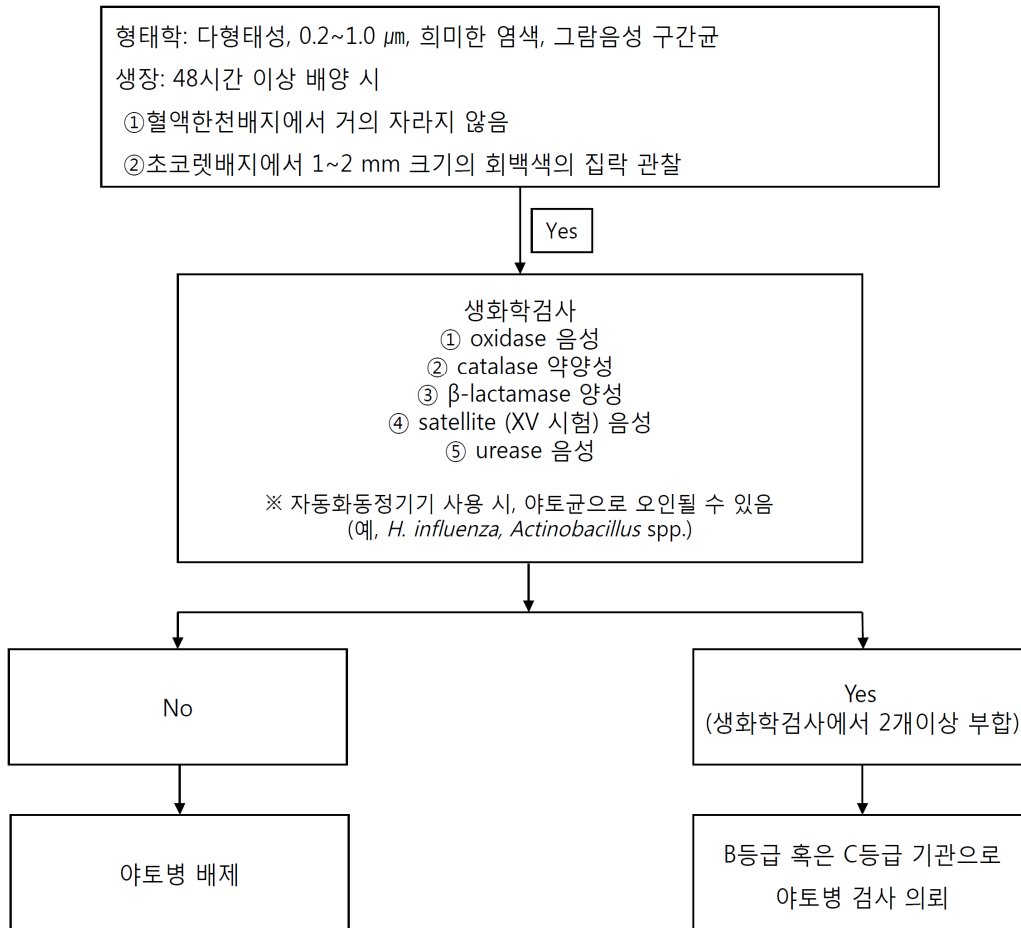 형태학: 다형태성, 0.2~1.0 ㎛, 희미한 염색, 그람음성 구간균
생장: 48시간 이상 배양 시
①혈액한천배지에서 거의 자라지 않음
②초코렛배지에서 1~2 mm 크기의 회백색의 집락 관찰
Yes
생화학검사
① oxidase 음성
② catalase 약양성
③ β-lactamase 양성
④ satellite (XV 시험) 음성
⑤ urease 음성
※ 자동화동정기기 사용 시, 야토균으로 오인될 수 있음
(예, H. influenza, Actinobacillus spp.)
No
Yes
(생화학검사에서 2개이상 부합)
야토병 배제
B등급 혹은 C등급 기관으로
야토병 검사 의뢰